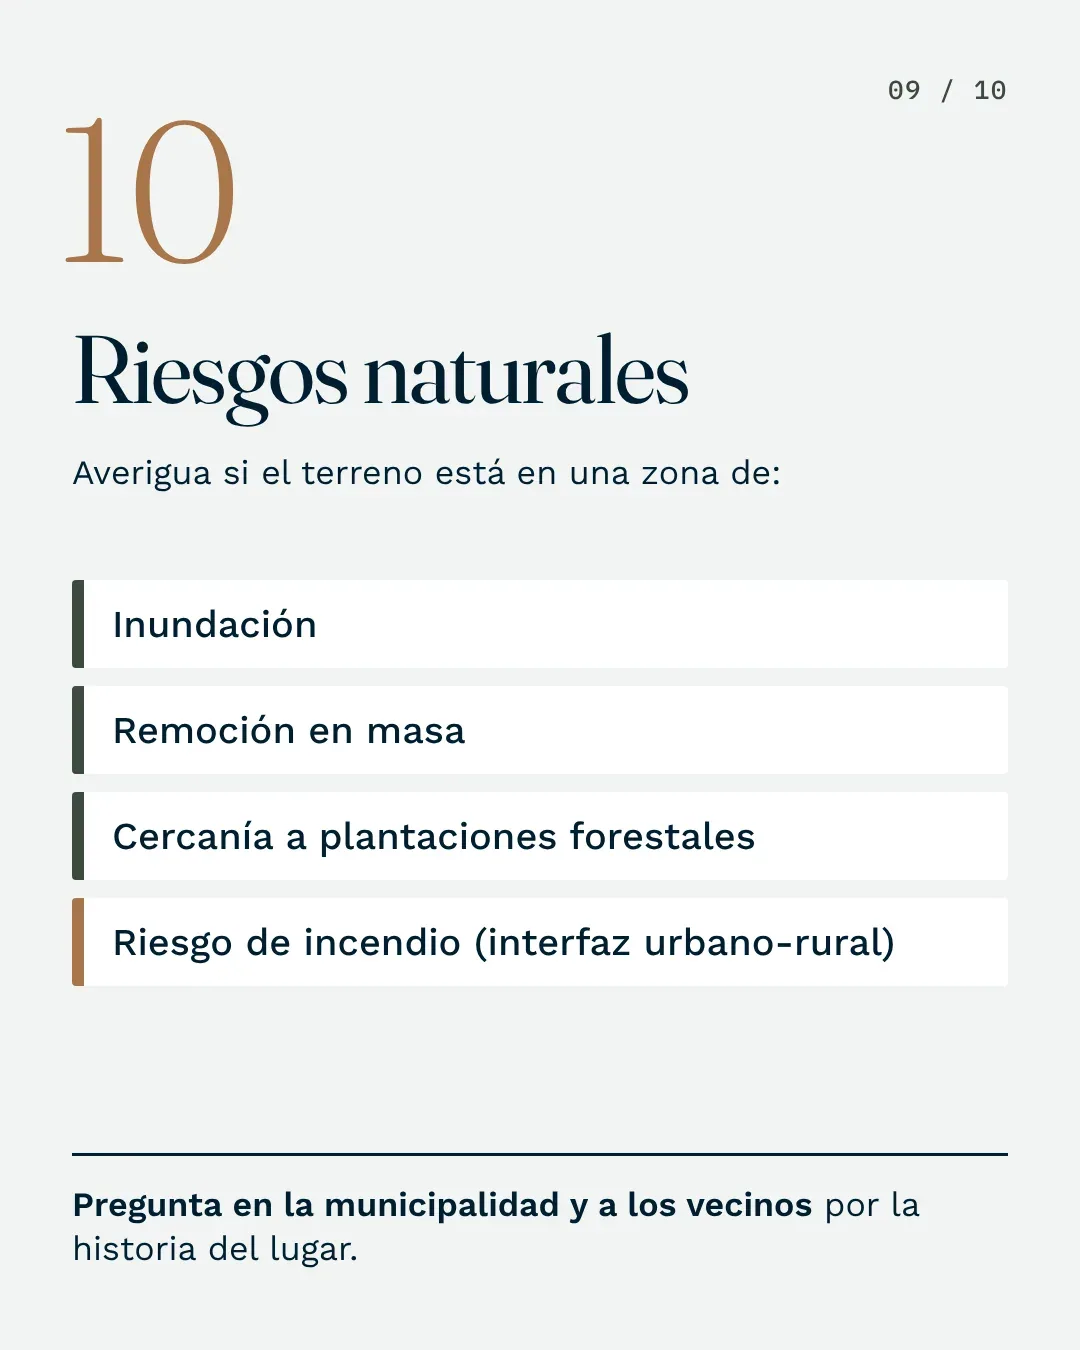 09 / 10
10
Riesgos naturales
Averigua si el terreno está en una zona de:
Inundación
Remoción en masa
Cercanía a plantaciones forestales
Riesgo de incendio (interfaz urbano-rural)
Pregunta en la municipalidad y a los vecinos por la
historia del lugar.